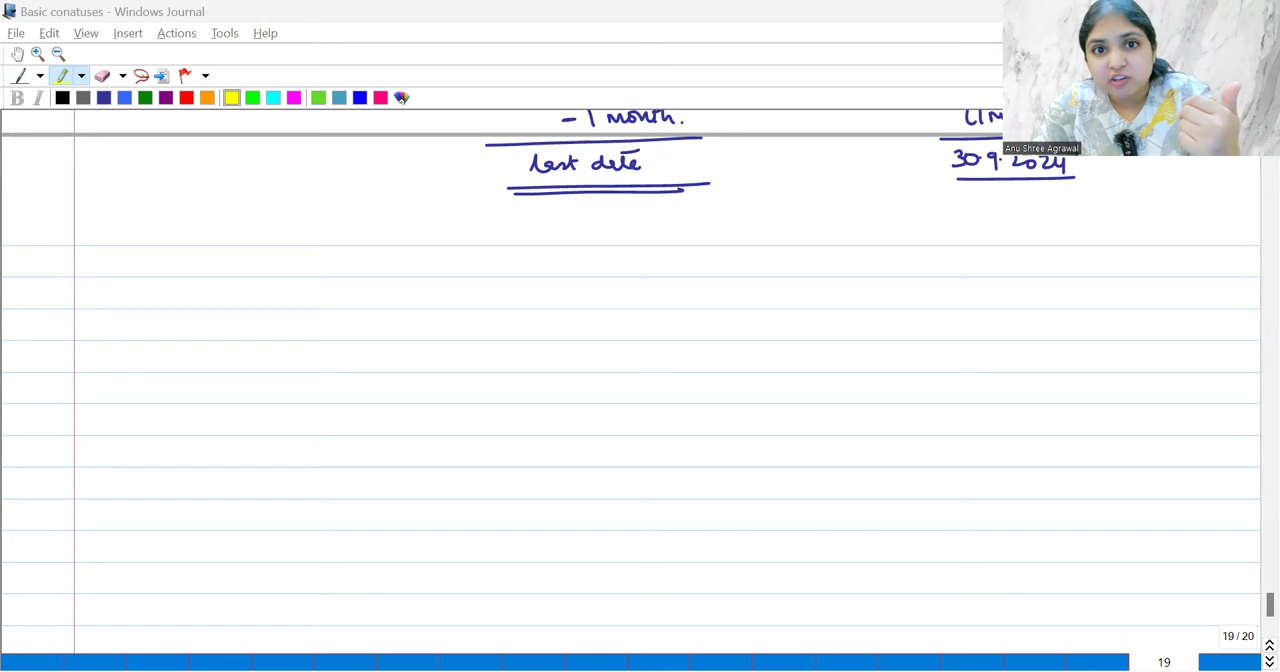 Basic conatuses - Windows Journal
File Edit View Insert Actions Tools Help
B I
- 1 month.
Anu Shree Agrawal
last date
30.9.2024
19 / 20
19